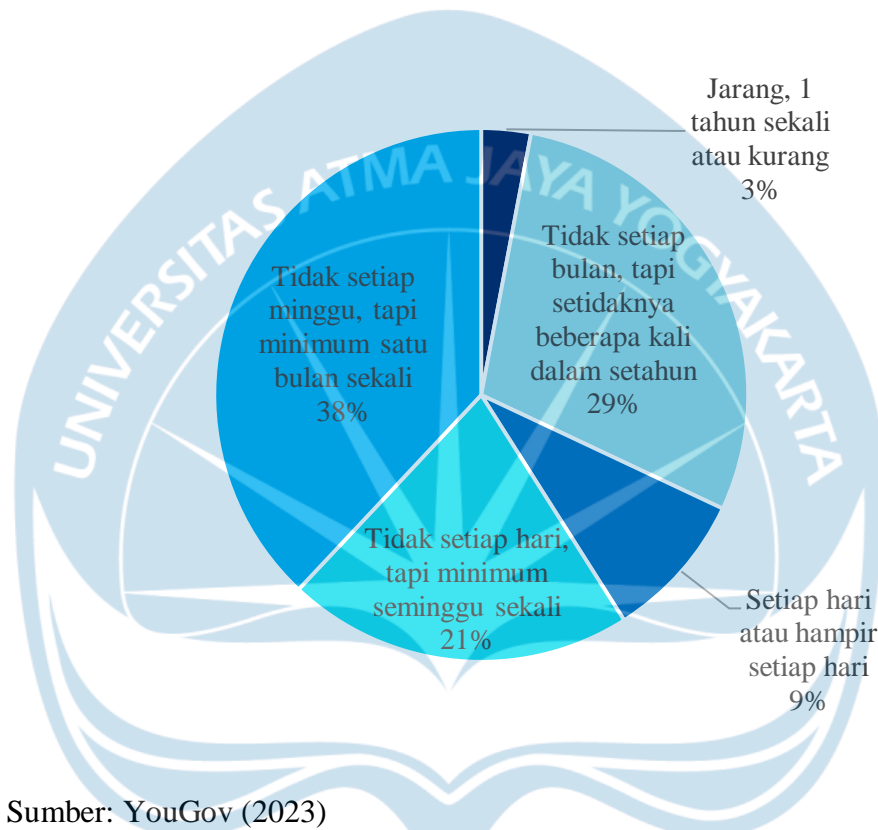 Jarang, 1
tahun sekali
atau kurang
3%
UNIVERSITAS ATMA JAYA YOGYAKARTA
Tidak setiap
bulan, tapi
setidaknya
beberapa kali
dalam setahun
29%
Tidak setiap
minggu, tapi
minimum satu
bulan sekali
38%
Tidak setiap hari,
tapi minimum
seminggu sekali
21%
Setiap hari
atau hampir
setiap hari
9%
Sumber: YouGov (2023)